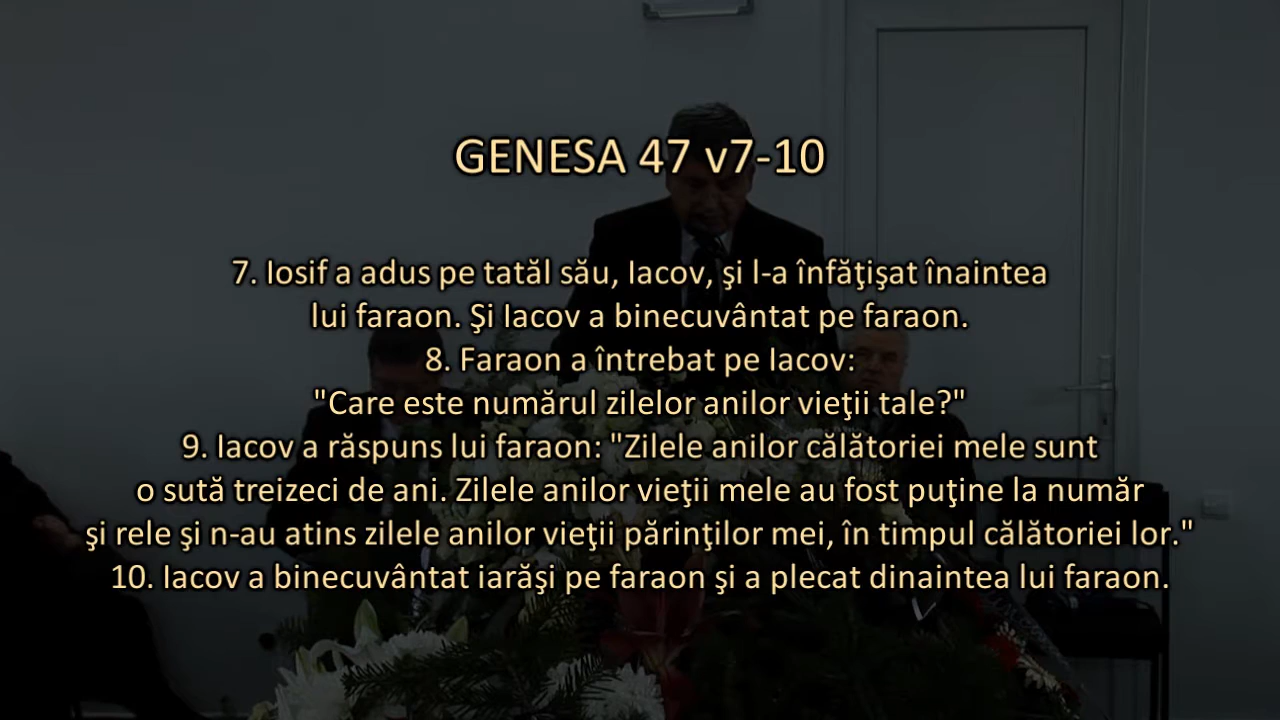 GENESA 47 v7-10
7. Iosif a adus pe tatăl său, Iacov, şi l-a înfăţişat înaintea
lui faraon. Şi Iacov a binecuvântat pe faraon.
8. Faraon a întrebat pe Iacov:
"Care este numărul zilelor anilor vieţii tale?"
9. Iacov a răspuns lui faraon: "Zilele anilor călătoriei mele sunt
o sută treizeci de ani. Zilele anilor vieţii mele au fost puţine la număr
şi rele şi n-au atins zilele anilor vieţii părinţilor mei, în timpul călătoriei lor."
10. Iacov a binecuvântat iarăşi pe faraon şi a plecat dinaintea lui faraon.